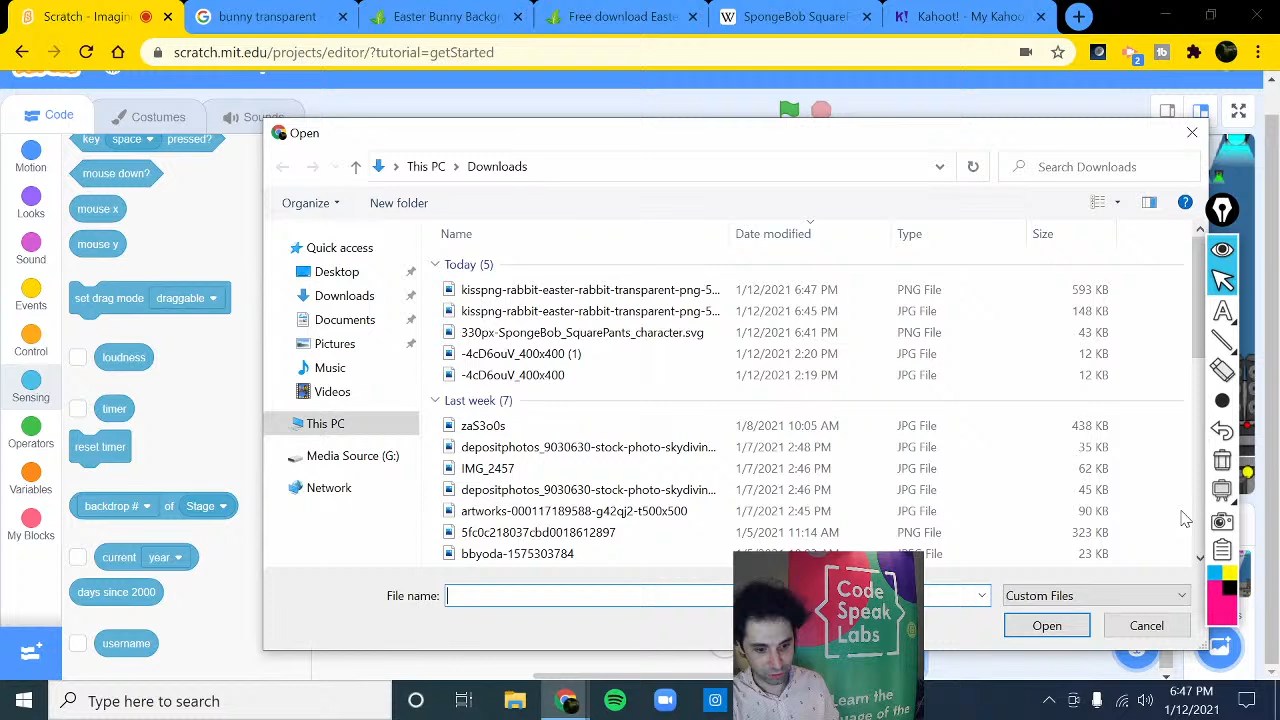 Scratch - Imagin
bunny transparent -
Easter Bunny Backgr
Free download Easte
SpongeBob SquareP
Kahoot! - My Kahoo
scratch.mit.edu/projects/editor/?tutorial=getStarted
2
Code
Costumes
Sounds
Motion
Looks
Sound
Events
Control
Sensing
Operators
Variables
My Blocks
key space pressed?
mouse down?
mouse x
mouse y
set drag mode draggable
loudness
timer
reset timer
backdrop # of Stage
current year
days since 2000
username
Open
This PC > Downloads
Search Downloads
Organize
New folder
Quick access
Desktop
Downloads
Documents
Pictures
Music
Videos
This PC
Media Source (G:)
Network
Name Date modified Type Size
Today (5)
kisspng-rabbit-easter-rabbit-transparent-png-5... 1/12/2021 6:47 PM PNG File 593 KB
kisspng-rabbit-easter-rabbit-transparent-png-5... 1/12/2021 6:45 PM JPG File 148 KB
330px-SpongeBob_SquarePants_character.svg 1/12/2021 6:41 PM PNG File 43 KB
-4cD6ouV_400x400 (1) 1/12/2021 2:20 PM JPG File 12 KB
-4cD6ouV_400x400 1/12/2021 2:19 PM JPG File 12 KB
Last week (7)
zaS3o0s 1/8/2021 10:05 AM JPG File 438 KB
depositphotos_9030630-stock-photo-skydivin... 1/7/2021 2:48 PM JPG File 35 KB
IMG_2457 1/7/2021 2:46 PM JPG File 62 KB
depositphotos_9030630-stock-photo-skydivin... 1/7/2021 2:46 PM JPG File 45 KB
artworks-000117189588-g42qj2-t500x500 1/7/2021 2:45 PM JPG File 90 KB
5fc0c218037cbd0018612897 1/5/2021 11:14 AM PNG File 323 KB
bbyoda-1575303784 JPEG File 23 KB
File name:
Custom Files
Open
Cancel
Code
Speak
Labs
Learn the
language of the
Type here to search
6:47 PM
1/12/2021